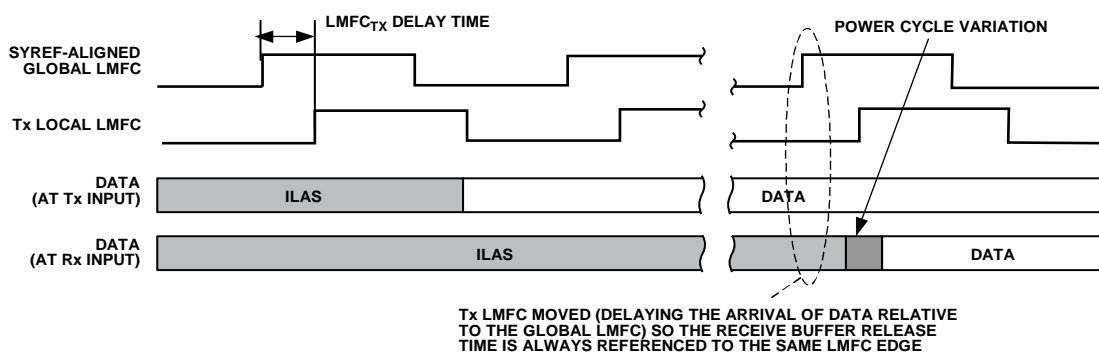 LMFCTX DELAY TIME
POWER CYCLE VARIATION
SYREF-ALIGNED
GLOBAL LMFC
Tx LOCAL LMFC
DATA
(AT Tx INPUT)
ILAS
DATA
DATA
(AT Rx INPUT)
ILAS
DATA
Tx LMFC MOVED (DELAYING THE ARRIVAL OF DATA RELATIVE
TO THE GLOBAL LMFC) SO THE RECEIVE BUFFER RELEASE
TIME IS ALWAYS REFERENCED TO THE SAME LMFC EDGE